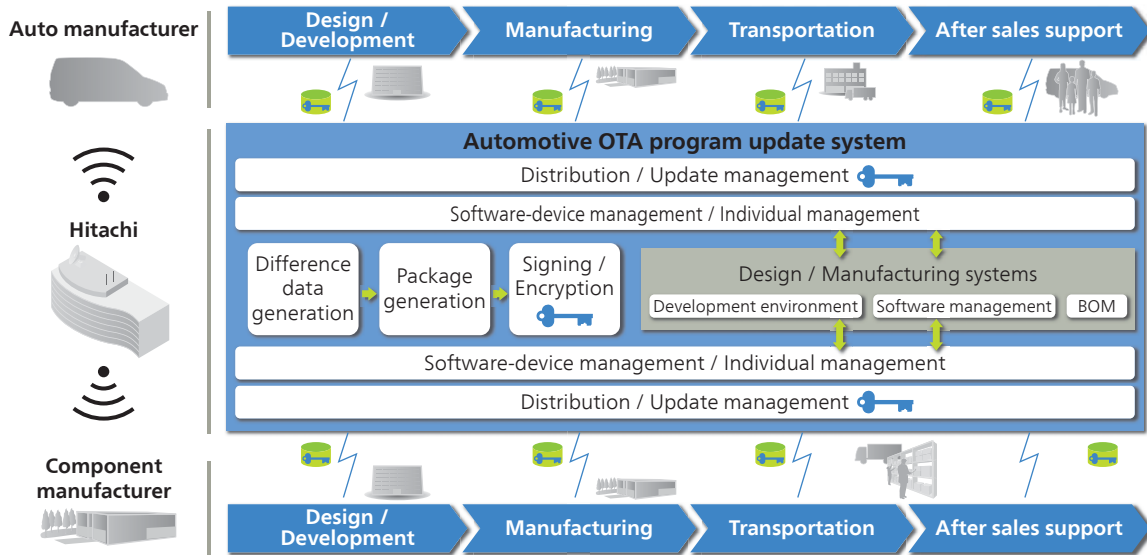 Auto manufacturer
Design /
Development
Manufacturing
Transportation
After sales support
Hitachi
Automotive OTA program update system
Distribution / Update management
Software-device management / Individual management
Difference
data
generation
Package
generation
Signing /
Encryption
Design / Manufacturing systems
Development environment
Software management
BOM
Software-device management / Individual management
Distribution / Update management
Component
manufacturer
Design /
Development
Manufacturing
Transportation
After sales support